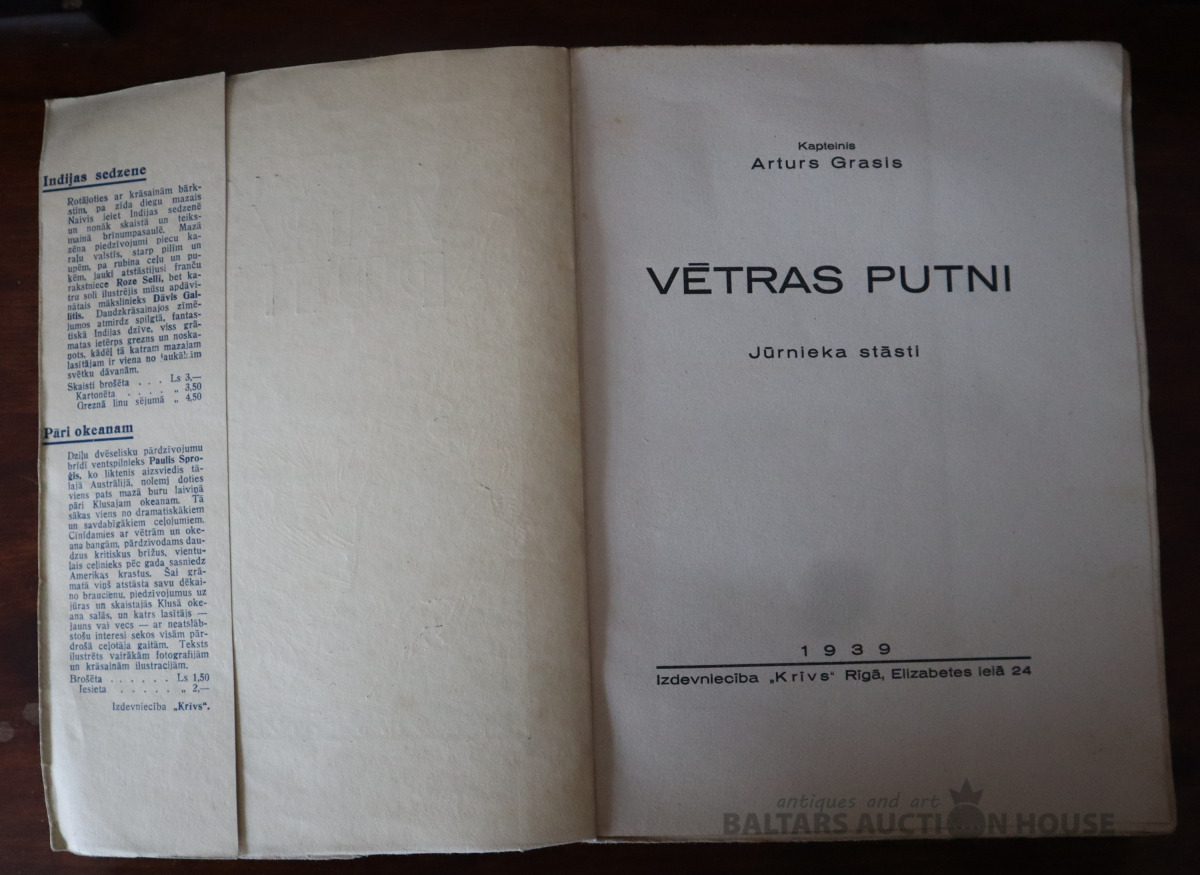 Indijas sedzene
Rotājoties ar krāsainām bārk-
stīm, pa zīda diegu mazais
Naivis ieiet Indijas sedzenē
un nonāk skaistā un teiks-
mainā brīnumpasaulē. Mazā
zēna piedzīvojumi piecu ka-
raļu valstīs, starp pilīm un
upēm, pa rubīna ceļu un pu-
ķēm, jauki atstāstījusi franču
rakstniece Roze Selli, bet ka-
tru soli ilustrējis mūsu apdāvi-
nātais mākslinieks Dāvis Gai-
lītis. Daudzkrāsainajos zīmē-
jumos atmirdz spilgtā, fantas-
tiskā Indijas dzīve, viss grā-
matas ietērps grezns un noska-
ņots, kādēļ tā katram mazajam
lasītājam ir viena no jaukākām
svētku dāvanām.
Skaisti brošēta . . . Ls 3,—
Kartonēta . . . . „ 3,50
Greznā linu sējumā „ 4,50
Pāri okeanam
Dziļu dvēselisku pārdzīvojumu
brīdī ventspilnieks Paulis Spro-
ģis, ko liktenis aizsviedis tā-
lajā Austrālijā, nolemj doties
viens pats mazā buru laiviņā
pāri Klusajam okeanam. Tā
sākas viens no dramatiskākiem
un savdabīgākiem ceļojumiem.
Cīnīdamies ar vētrām un oke-
ana bangām, pārdzīvodams dau-
dzus kritiskus brīžus, vientu-
ļais ceļinieks pēc gada sasniedz
Amerikas krastus. Šai grā-
matā viņš atstāsta savu dēkai-
no braucienu, piedzīvojumus uz
jūras un skaistajās Klusā oke-
ana salās, un katrs lasītājs —
jauns vai vecs — ar neatslāb-
stošu interesi sekos visām pār-
drošā ceļotāja gaitām. Teksts
ilustrēts vairākām fotografijām
un krāsainām ilustracijām.
Brošēta . . . . . . Ls 1,50
Iesieta . . . . . „ 2,—
Izdevniecība „Krīvs“.
Kapteinis
Arturs Grasis
VĒTRAS PUTNI
Jūrnieka stāsti
1939
Izdevniecība „Krīvs“ Rīgā, Elizabetes ielā 24
antiques and art
BALTARS AUCTION HOUSE